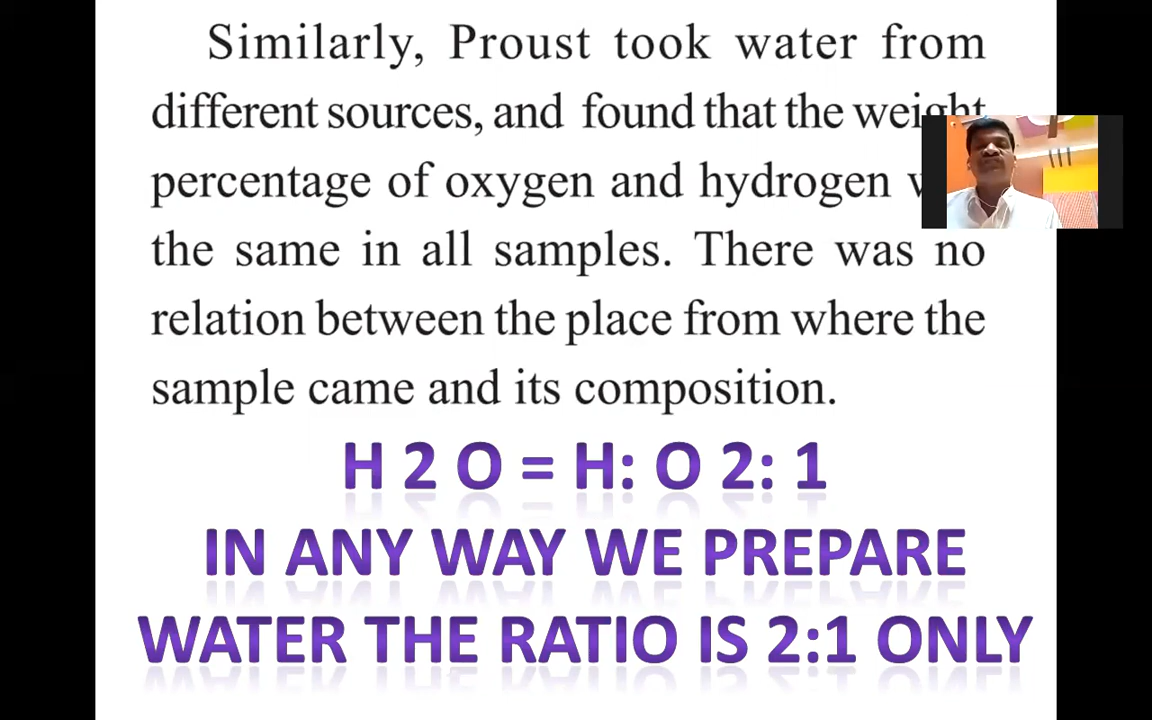 Similarly, Proust took water from
different sources, and found that the weight
percentage of oxygen and hydrogen
the same in all samples. There was no
relation between the place from where the
sample came and its composition.
H 2 O = H: O 2: 1
IN ANY WAY WE PREPARE
WATER THE RATIO IS 2:1 ONLY